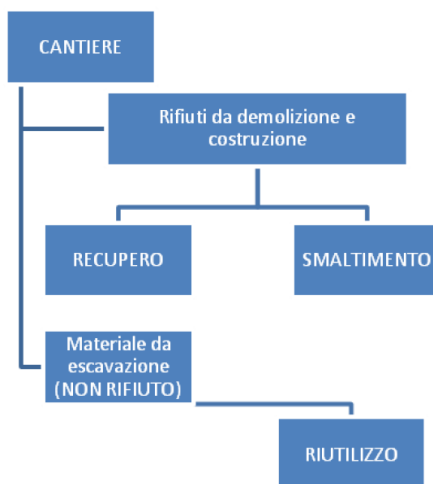 CANTIERE
Rifiuti da demolizione e
costruzione
RECUPERO
SMALTIMENTO
Materiale da
escavazione
(NON RIFIUTO)
RIUTILIZZO